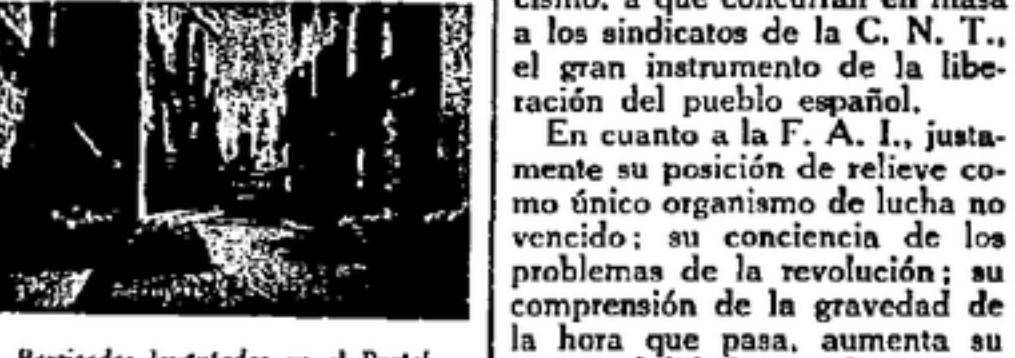 Barricadas levantadas en el Portal
cismo, a que concurran en masa
a los sindicatos de la C. N. T.,
el gran instrumento de la libe-
ración del pueblo español.
En cuanto a la F. A. I., justa-
mente su posición de relieve co-
mo único organismo de lucha no
vencido; su conciencia de los
problemas de la revolución; su
comprensión de la gravedad de
la hora que pasa, aumenta su